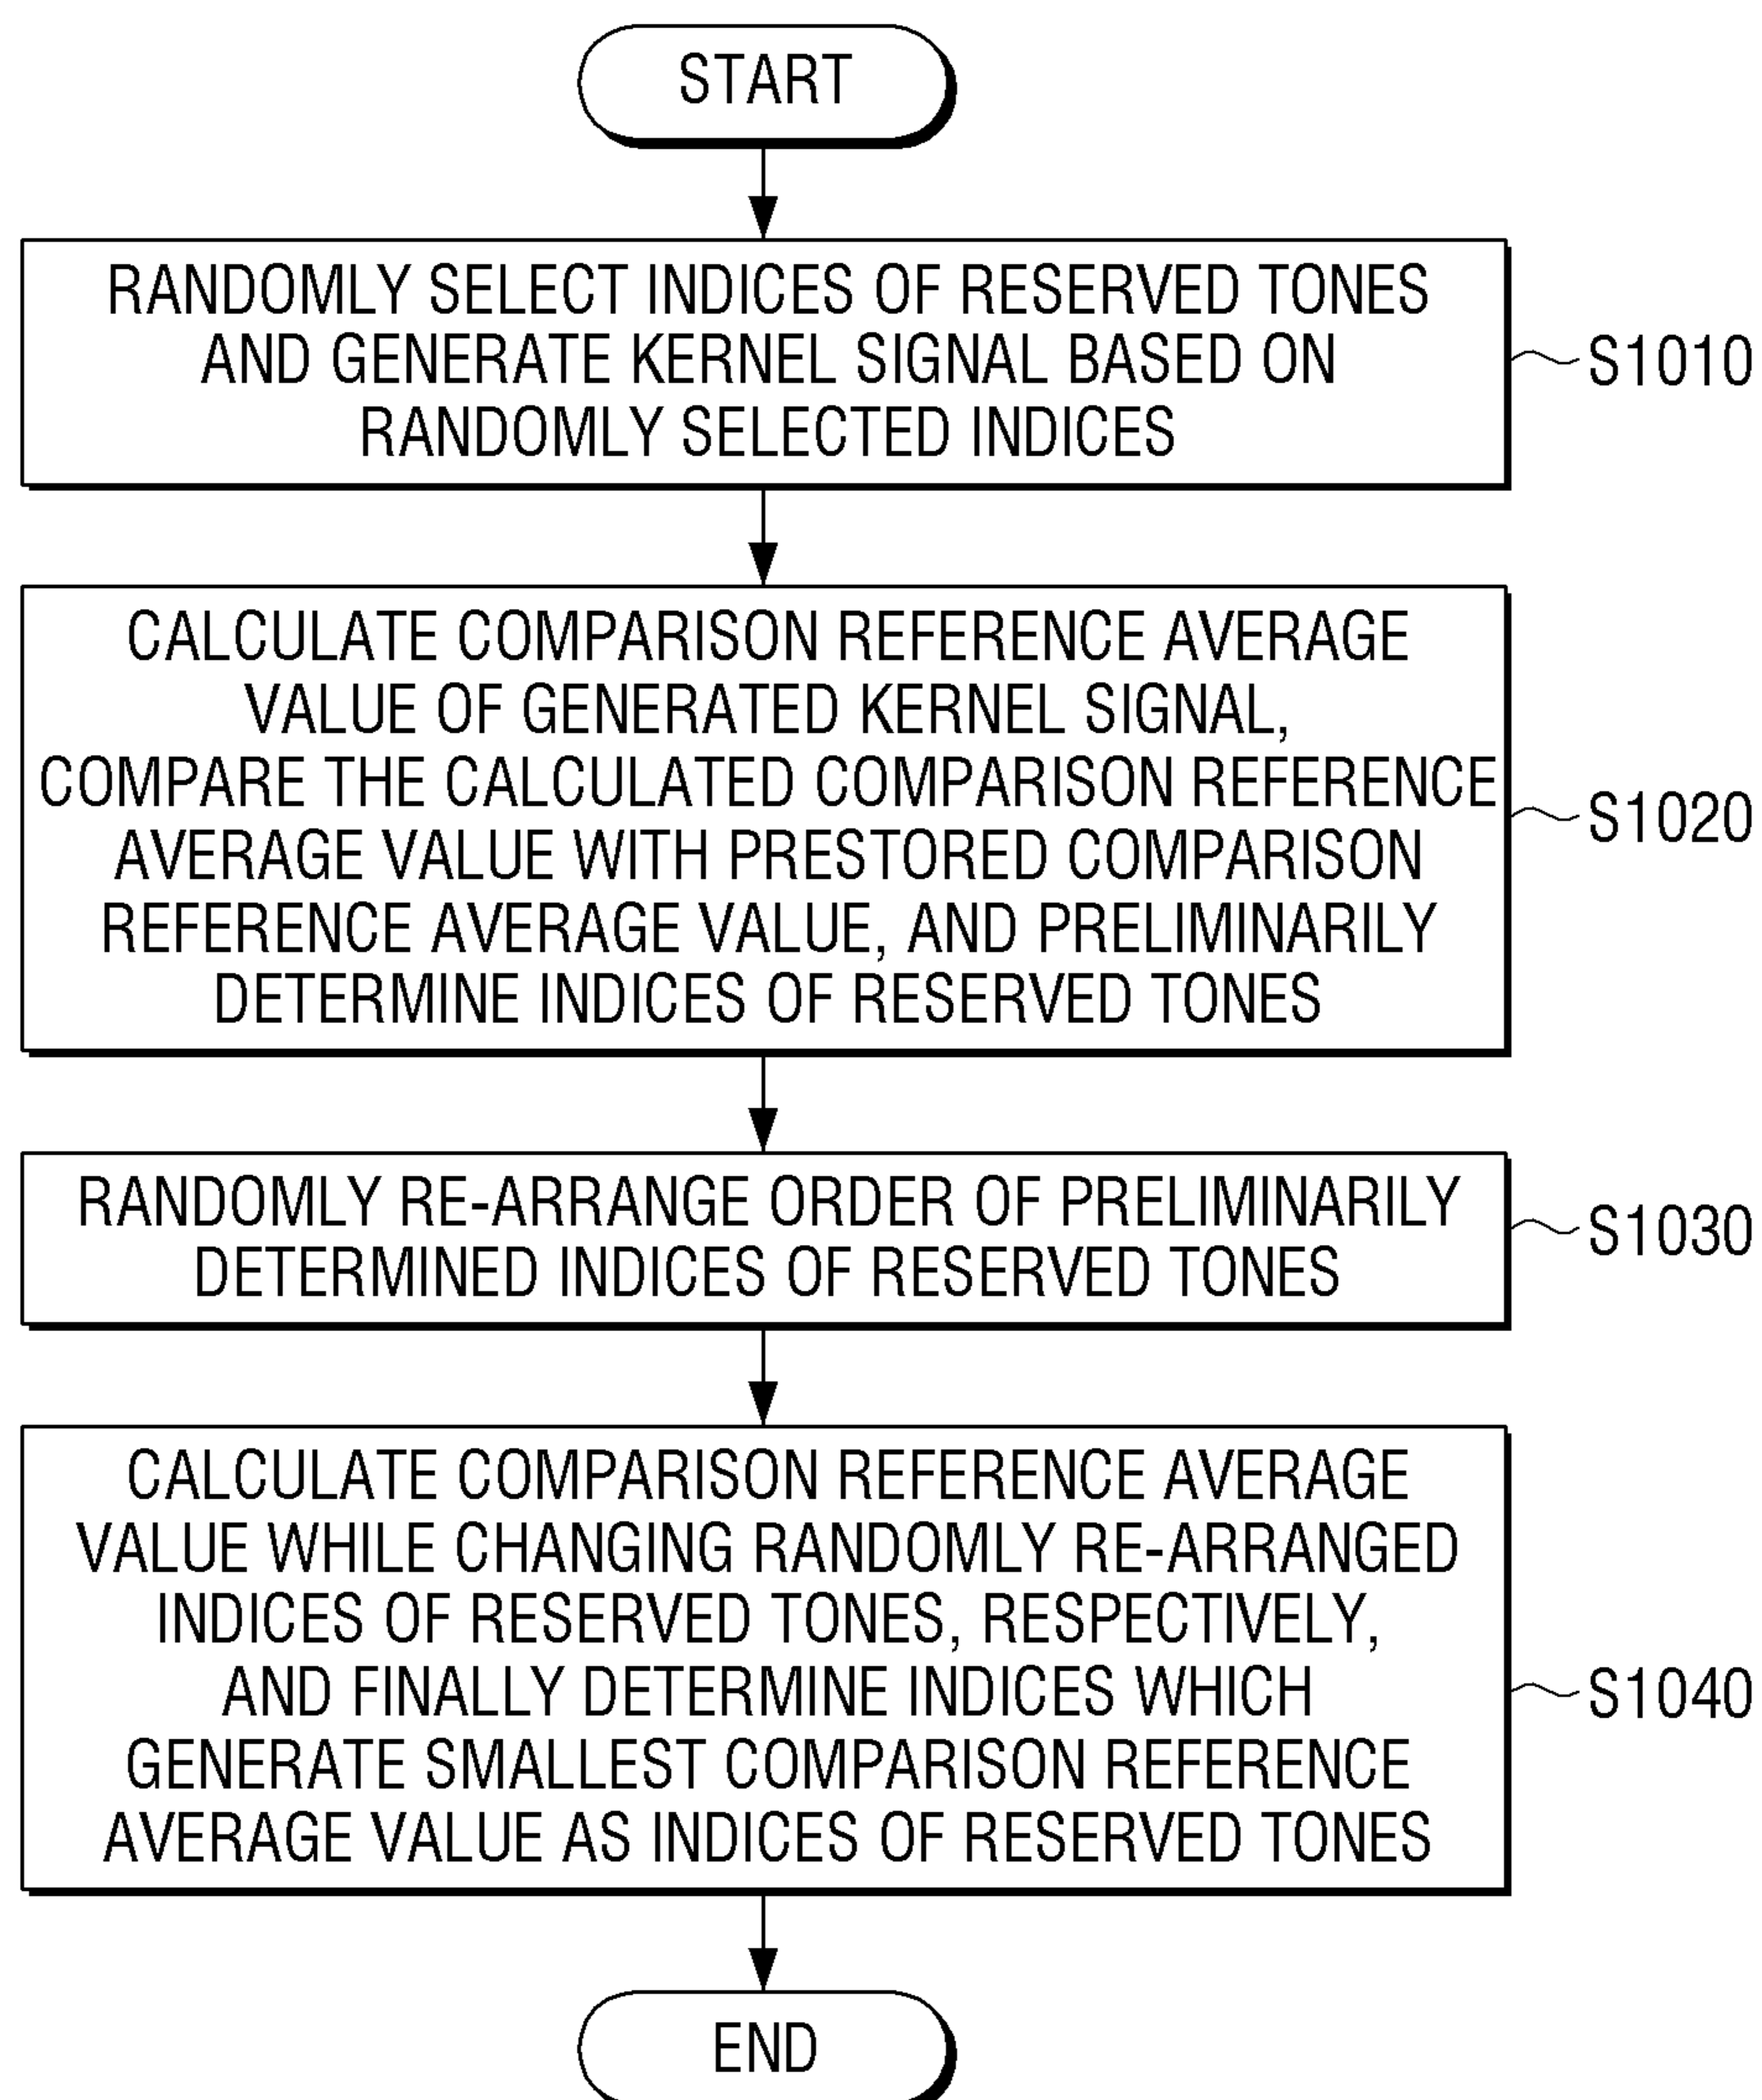 START
RANDOMLY SELECT INDICES OF RESERVED TONES
AND GENERATE KERNEL SIGNAL BASED ON
RANDOMLY SELECTED INDICES
S1010
CALCULATE COMPARISON REFERENCE AVERAGE
VALUE OF GENERATED KERNEL SIGNAL,
COMPARE THE CALCULATED COMPARISON REFERENCE
AVERAGE VALUE WITH PRESTORED COMPARISON
REFERENCE AVERAGE VALUE, AND PRELIMINARILY
DETERMINE INDICES OF RESERVED TONES
S1020
RANDOMLY RE-ARRANGE ORDER OF PRELIMINARILY
DETERMINED INDICES OF RESERVED TONES
S1030
CALCULATE COMPARISON REFERENCE AVERAGE
VALUE WHILE CHANGING RANDOMLY RE-ARRANGED
INDICES OF RESERVED TONES, RESPECTIVELY,
AND FINALLY DETERMINE INDICES WHICH
GENERATE SMALLEST COMPARISON REFERENCE
AVERAGE VALUE AS INDICES OF RESERVED TONES
S1040
END